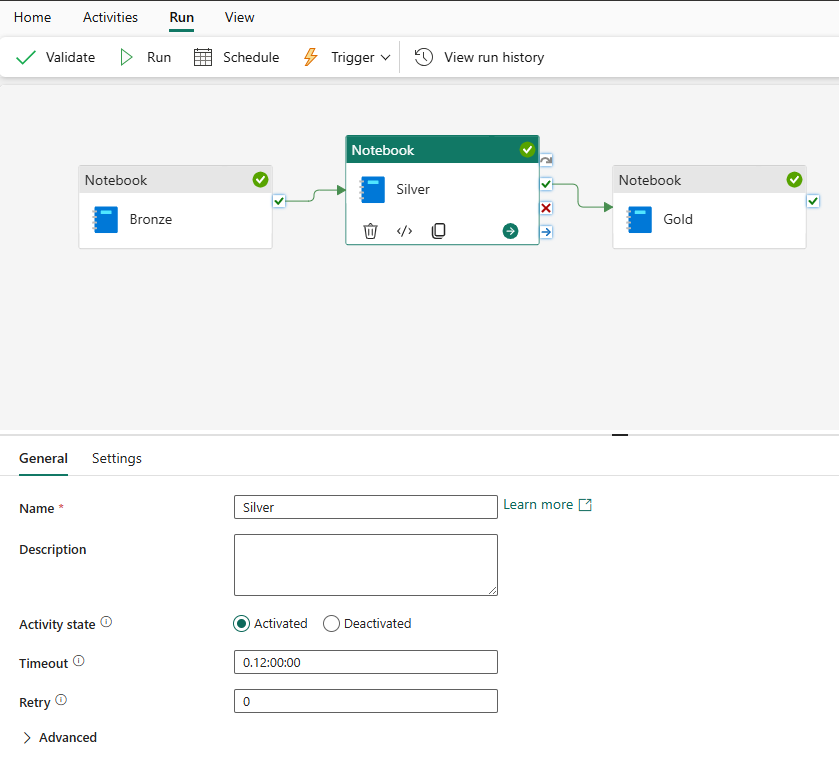 Home Activities Run View
Validate Run Schedule Trigger View run history
Notebook
Bronze
Notebook
Silver
Notebook
Gold
General Settings
Name * Silver Learn more
Description
Activity state Activated Deactivated
Timeout 0.12:00:00
Retry 0
Advanced